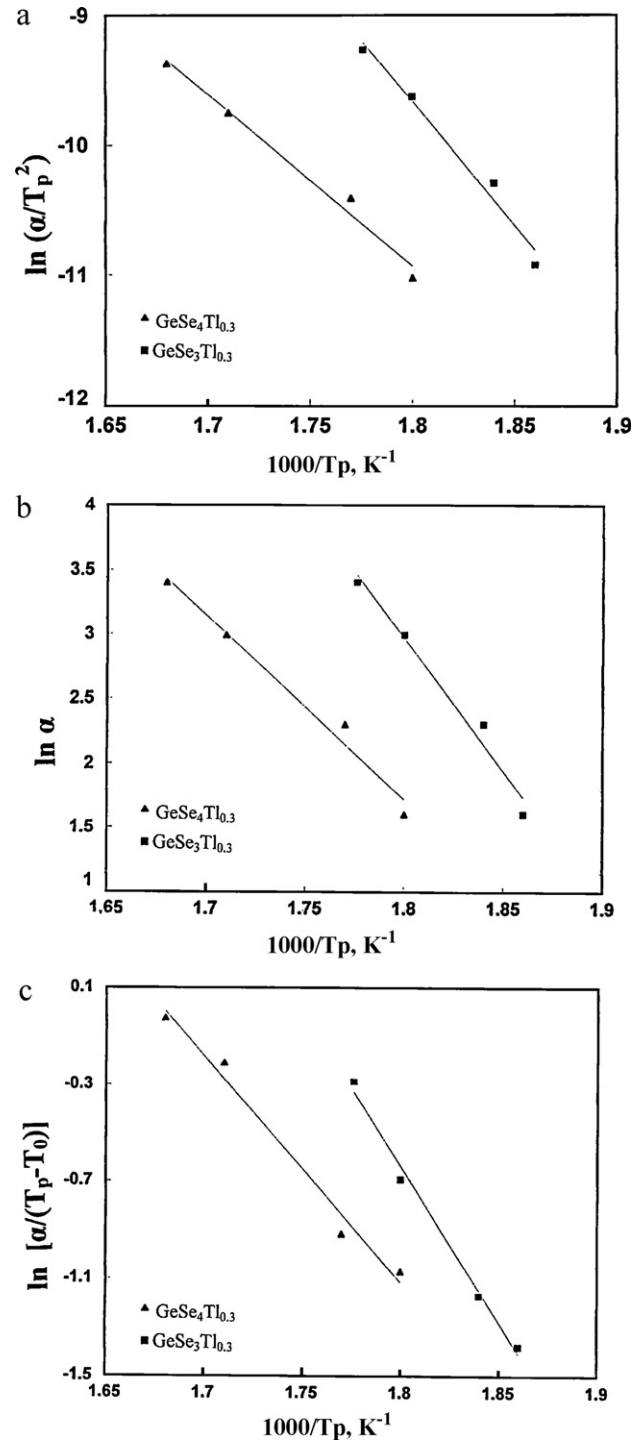 a
-9
-10
-11
-12
ln (α/Tp²)
▲ GeSe₄Tl₀.₃
■ GeSe₃Tl₀.₃
1.65 1.7 1.75 1.8 1.85 1.9
1000/Tp, K⁻¹
b
4
3.5
3
2.5
2
1.5
1
ln α
▲ GeSe₄Tl₀.₃
■ GeSe₃Tl₀.₃
1,65 1.7 1.75 1.8 1.85 1.9
1000/Tp, K⁻¹
c
0.1
-0.3
-0.7
-1.1
-1.5
ln [α/(Tp-T₀)]
▲ GeSe₄Tl₀.₃
■ GeSe₃Tl₀.₃
1.65 1.7 1.75 1.8 1.85 1.9
1000/Tp, K⁻¹